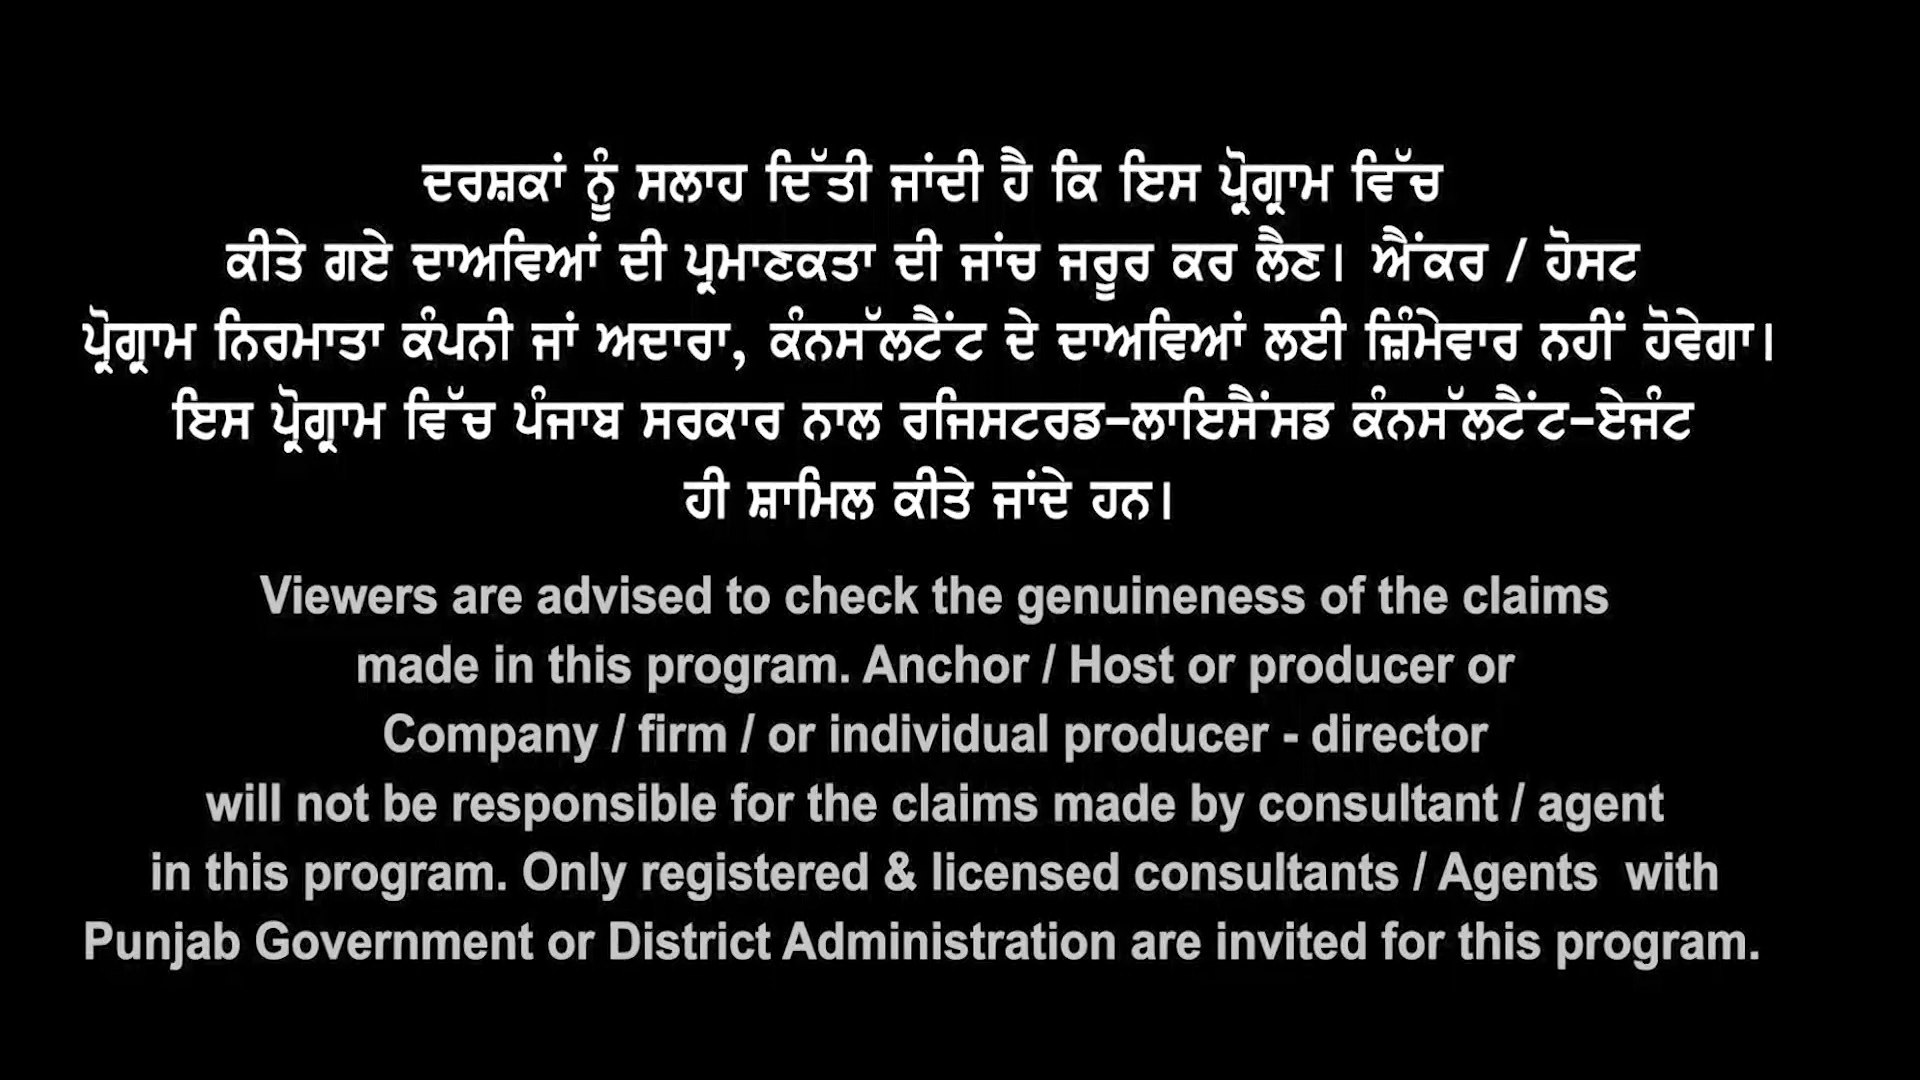 ਦਰਸ਼ਕਾਂ ਨੂੰ ਸਲਾਹ ਦਿੱਤੀ ਜਾਂਦੀ ਹੈ ਕਿ ਇਸ ਪ੍ਰੋਗ੍ਰਾਮ ਵਿੱਚ
ਕੀਤੇ ਗਏ ਦਾਅਵਿਆਂ ਦੀ ਪ੍ਰਮਾਣਕਤਾ ਦੀ ਜਾਂਚ ਜਰੂਰ ਕਰ ਲੈਣ। ਐਂਕਰ / ਹੋਸਟ
ਪ੍ਰੋਗ੍ਰਾਮ ਨਿਰਮਾਤਾ ਕੰਪਨੀ ਜਾਂ ਅਦਾਰਾ, ਕੰਨਸੱਲਟੈਂਟ ਦੇ ਦਾਅਵਿਆਂ ਲਈ ਜ਼ਿੰਮੇਵਾਰ ਨਹੀਂ ਹੋਵੇਗਾ।
ਇਸ ਪ੍ਰੋਗ੍ਰਾਮ ਵਿੱਚ ਪੰਜਾਬ ਸਰਕਾਰ ਨਾਲ ਰਜਿਸਟਰਡ-ਲਾਇਸੈਂਸਡ ਕੰਨਸੱਲਟੈਂਟ-ਏਜੰਟ
ਹੀ ਸ਼ਾਮਿਲ ਕੀਤੇ ਜਾਂਦੇ ਹਨ।
Viewers are advised to check the genuineness of the claims
made in this program. Anchor / Host or producer or
Company / firm / or individual producer - director
will not be responsible for the claims made by consultant / agent
in this program. Only registered & licensed consultants / Agents  with
Punjab Government or District Administration are invited for this program.